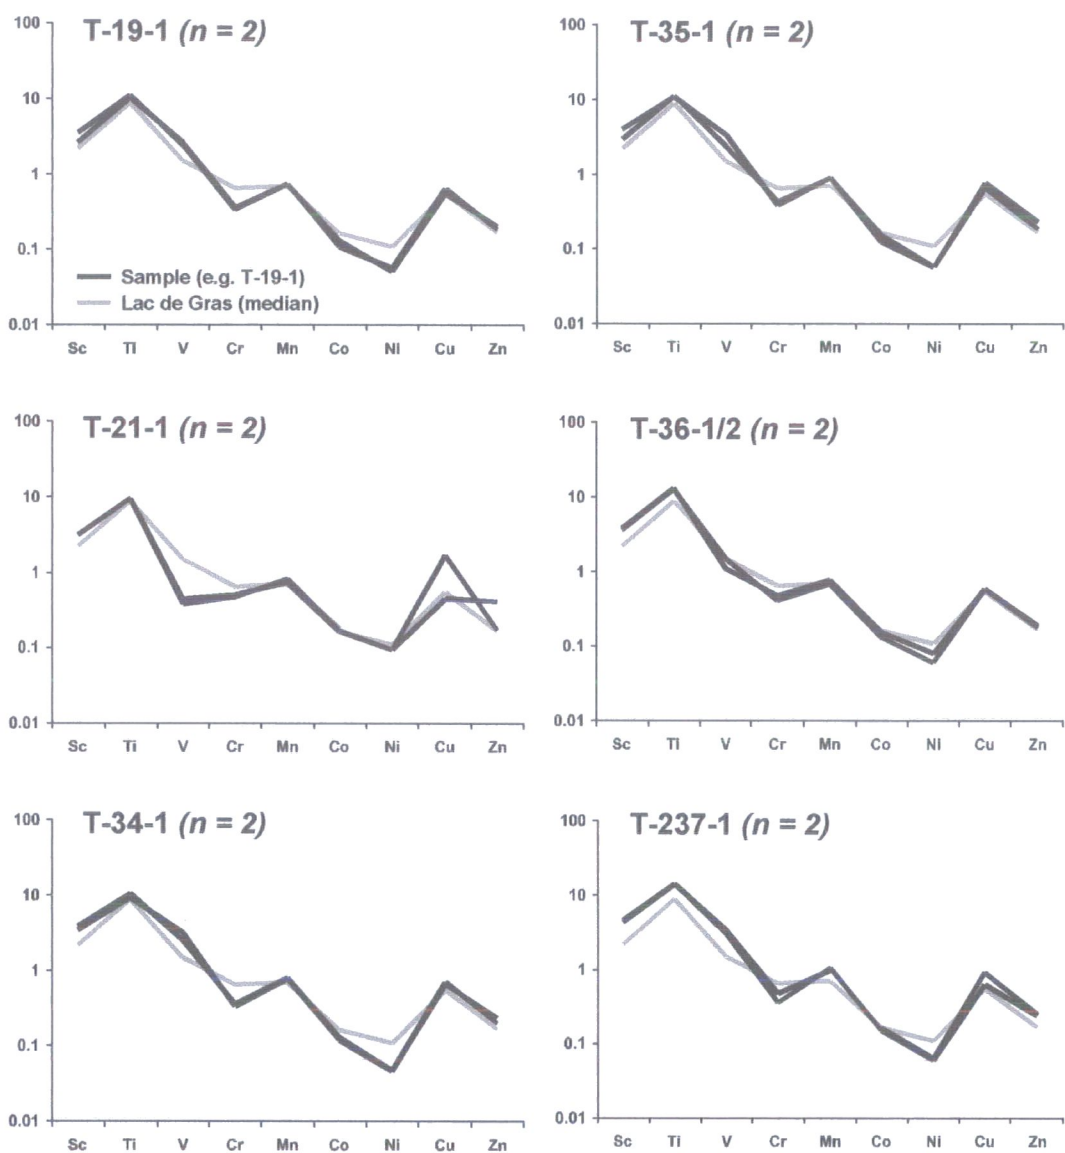 T-19-1 (n = 2)
100
10
1
0.1
0.01
Sample (e.g. T-19-1)
Lac de Gras (median)
Sc Ti V Cr Mn Co Ni Cu Zn
T-35-1 (n = 2)
100
10
1
0.1
0.01
Sc Ti V Cr Mn Co Ni Cu Zn
T-21-1 (n = 2)
100
10
1
0.1
0.01
Sc Ti V Cr Mn Co Ni Cu Zn
T-36-1/2 (n = 2)
100
10
1
0.1
0.01
Sc Ti V Cr Mn Co Ni Cu Zn
T-34-1 (n = 2)
100
10
1
0.1
0.01
Sc Ti V Cr Mn Co Ni Cu Zn
T-237-1 (n = 2)
100
10
1
0.1
0.01
Sc Ti V Cr Mn Co Ni Cu Zn